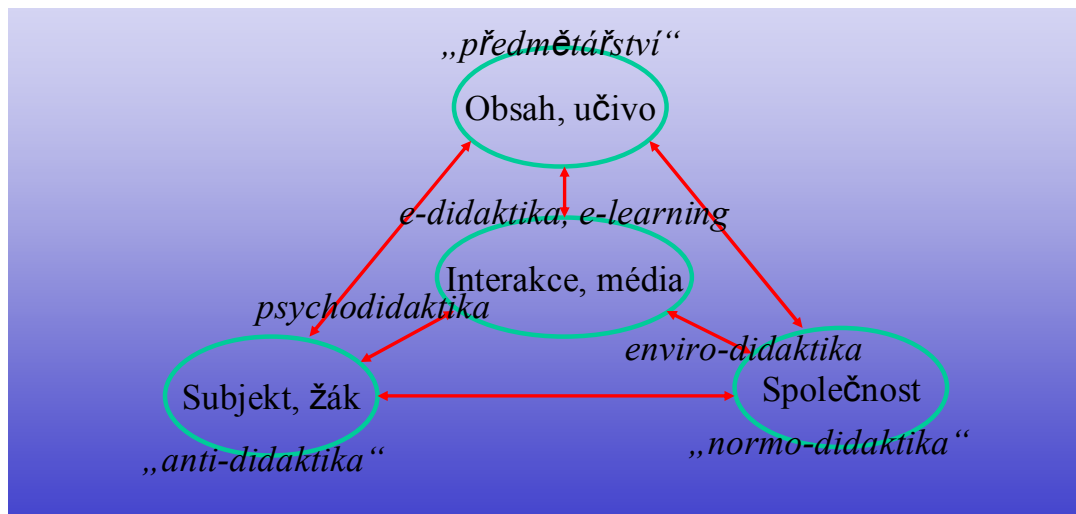 „předmětářství“
Obsah, učivo
e-didaktika, e-learning
Interakce, média
psychodidaktika
enviro-didaktika
Subjekt, žák
Společnost
„anti-didaktika“
„normo-didaktika“